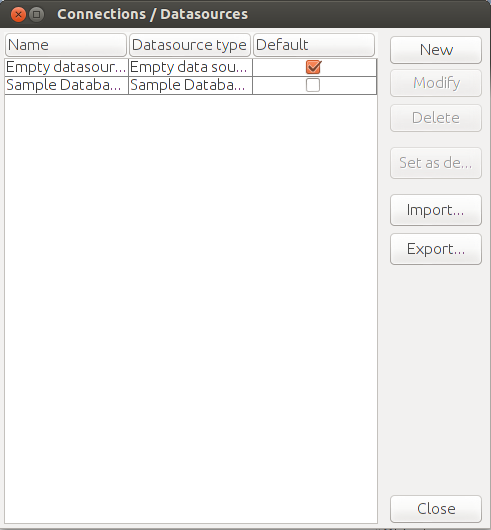 Connections / Datasources
Name Datasource type Default
Empty datasour... Empty data sou...
Sample Databa... Sample Databa...
New
Modify
Delete
Set as de...
Import...
Export...
Close